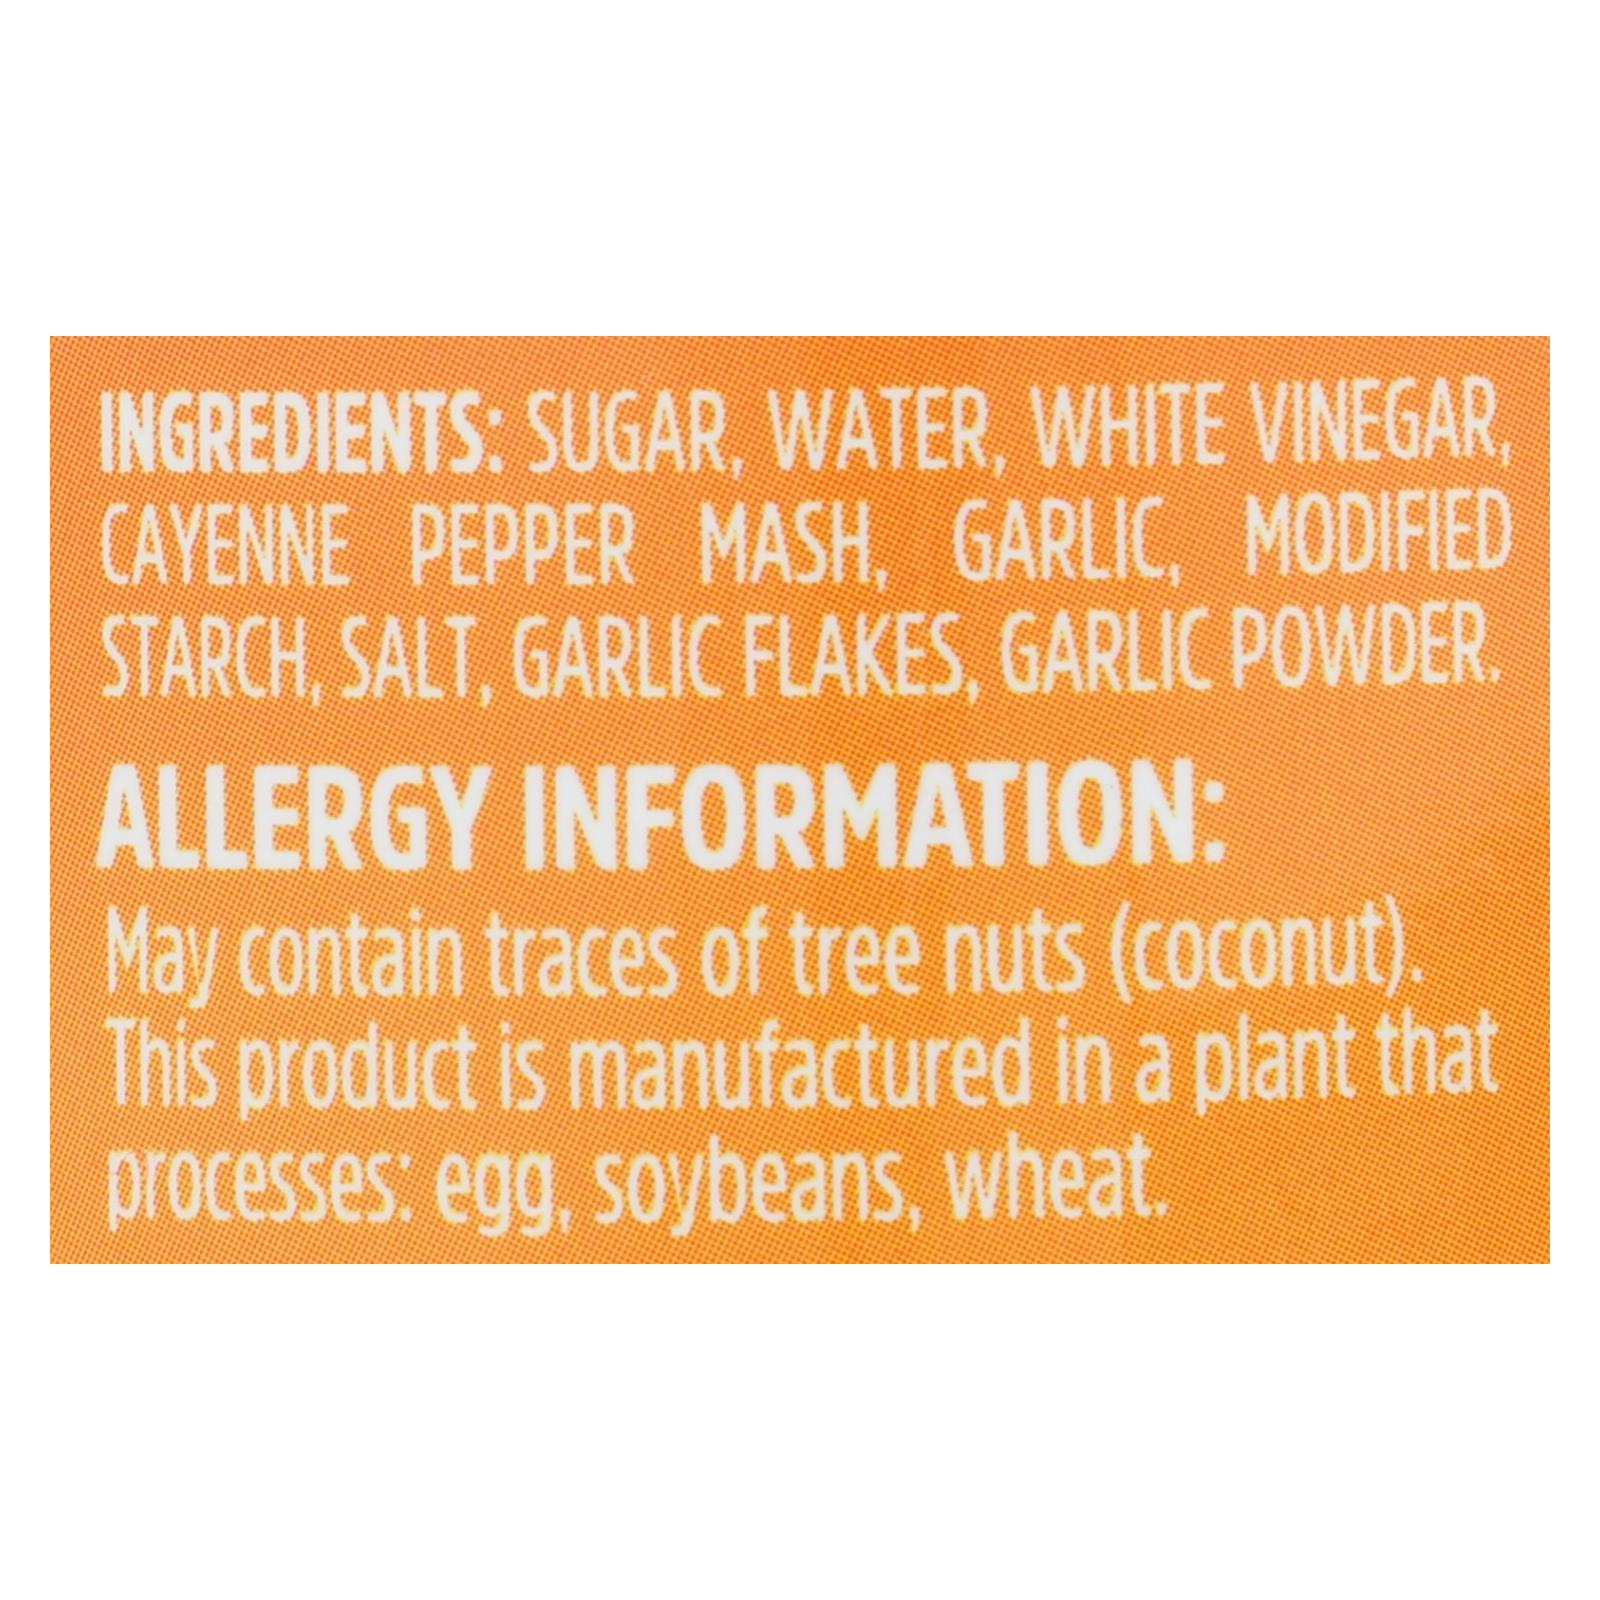 INGREDIENTS: SUGAR, WATER, WHITE VINEGAR,
CAYENNE PEPPER MASH, GARLIC, MODIFIED
STARCH, SALT, GARLIC FLAKES, GARLIC POWDER.
ALLERGY INFORMATION:
May contain traces of tree nuts (coconut).
This product is manufactured in a plant that
processes: egg, soybeans, wheat.